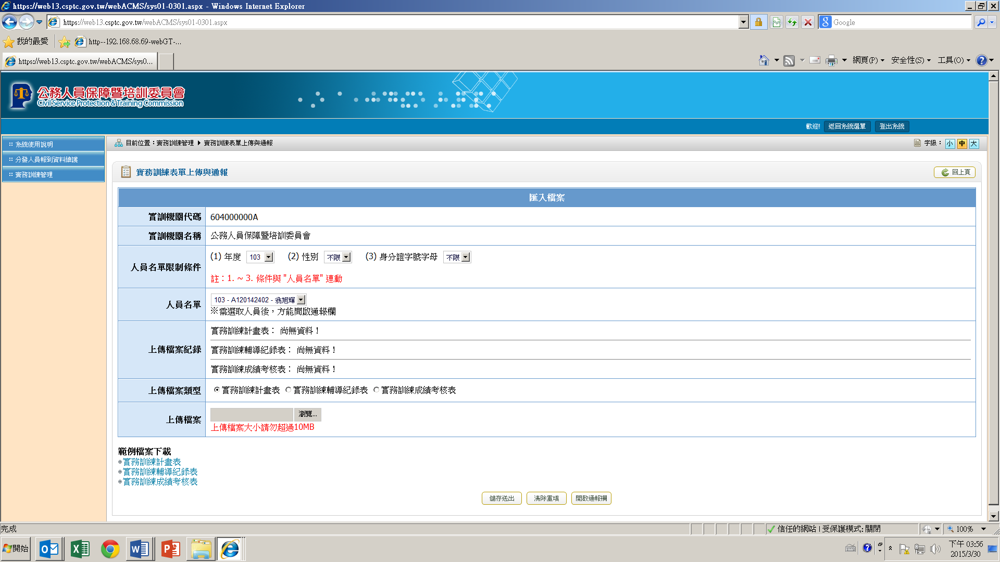 https://web13.csptc.gov.tw/webACMS/sys01-0301.aspx - Windows Internet Explorer
https://web13.csptc.gov.tw/webACMS/sys01-0301.aspx
Google
我的最愛
http--192.168.68.69-webGT-...
https://web13.csptc.gov.tw/webACMS/sys0...
網頁(P)
安全性(S)
工具(O)
公務人員保障暨培訓委員會
Civil Service Protection & Training Commission
歡迎! 返回系統選單 登出系統
系統使用說明
分發人員報到資料維護
實務訓練管理
目前位置：實務訓練管理 ▶ 實務訓練表單上傳與通報
字級： 小 中 大
實務訓練表單上傳與通報
回上頁
匯入檔案
實訓機關代碼 604000000A
實訓機關名稱 公務人員保障暨培訓委員會
人員名單限制條件 (1) 年度 103 (2) 性別 不限 (3) 身分證字號字母 不限
註：1. ~ 3. 條件與 "人員名單" 連動
人員名單 103 - A120142402 - 翁旭輝
※需選取人員後，方能開啟通報欄
上傳檔案紀錄
實務訓練計畫表： 尚無資料！
實務訓練輔導紀錄表： 尚無資料！
實務訓練成績考核表： 尚無資料！
上傳檔案類型 實務訓練計畫表 實務訓練輔導紀錄表 實務訓練成績考核表
上傳檔案 瀏覽...
上傳檔案大小請勿超過10MB
範例檔案下載
實務訓練計畫表
實務訓練輔導紀錄表
實務訓練成績考核表
儲存送出 清除重填 開啟通報欄
完成
信任的網站 | 受保護模式: 關閉
100%
開始
下午 03:56
2015/3/30